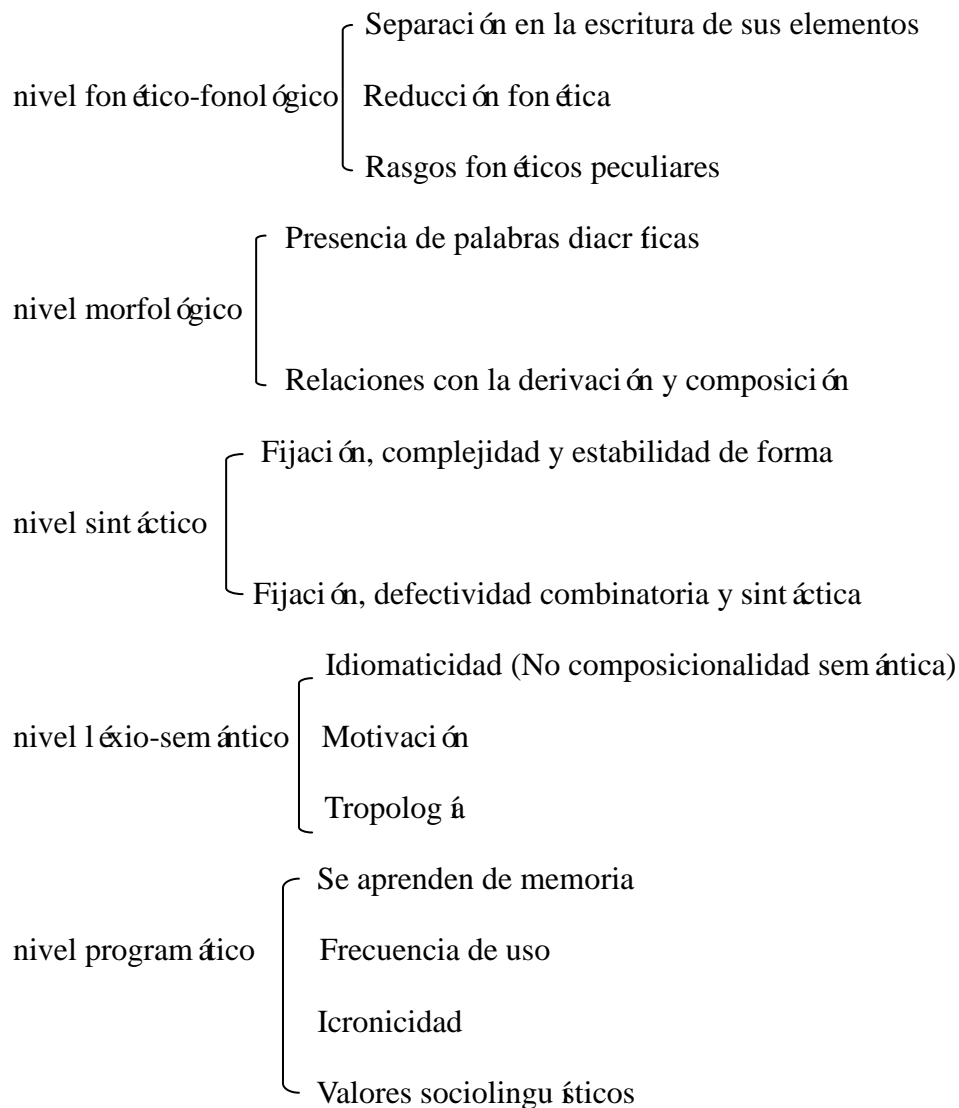 Separación en la escritura de sus elementos
nivel fonético-fonológico
Reducción fonética
Rasgos fonéticos peculiares
Presencia de palabras diacríficas
nivel morfológico
Relaciones con la derivación y composición
Fijación, complejidad y estabilidad de forma
nivel sintáctico
Fijación, defectividad combinatoria y sintáctica
Idiomaticidad (No composicionalidad semántica)
nivel léxio-semántico
Motivación
Tropología
Se aprenden de memoria
nivel programático
Frecuencia de uso
Icronicidad
Valores sociolinguísticos